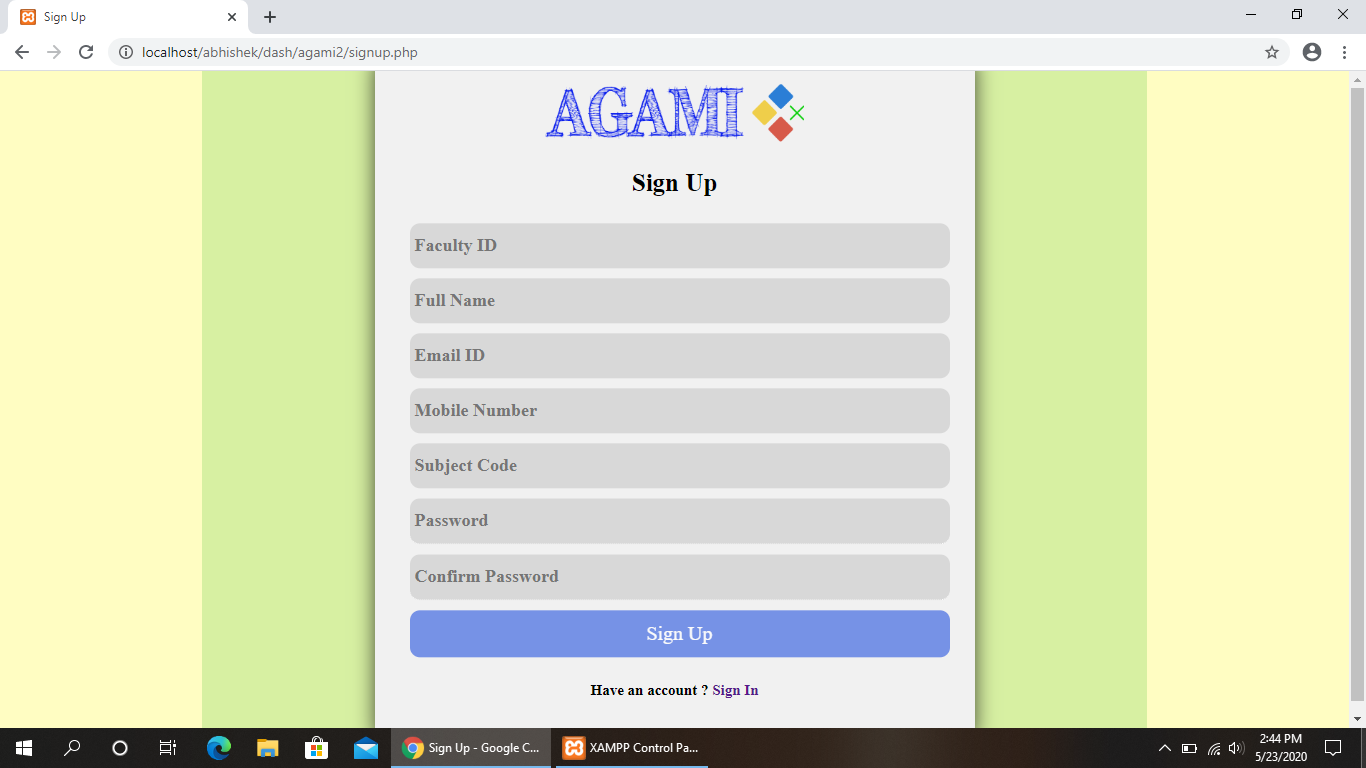 Sign Up
localhost/abhishek/dash/agami2/signup.php
AGAMI
Sign Up
Faculty ID
Full Name
Email ID
Mobile Number
Subject Code
Password
Confirm Password
Sign Up
Have an account ? Sign In
Sign Up - Google C...
XAMPP Control Pa...
2:44 PM
5/23/2020